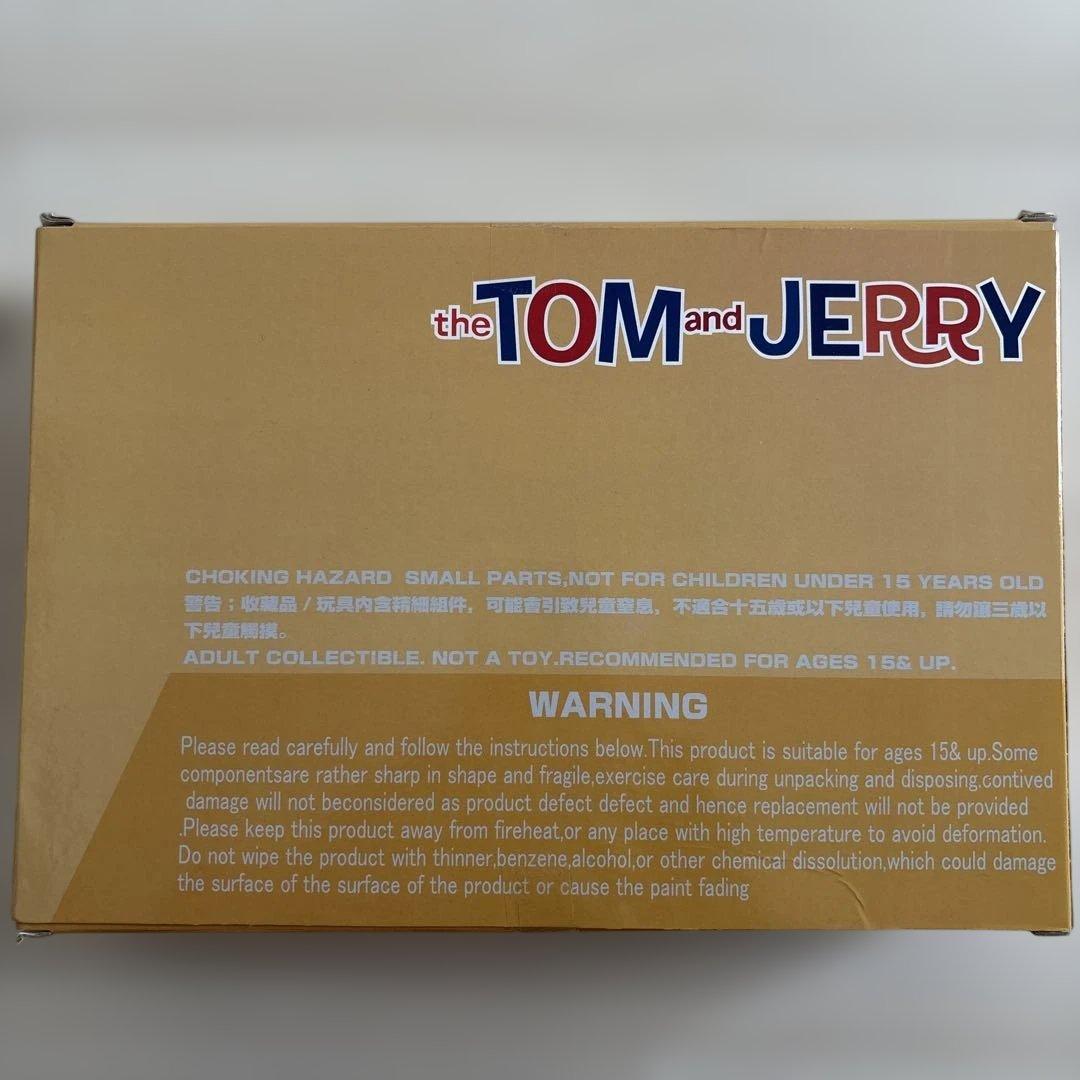 the TOM and JERRY
CHOKING HAZARD SMALL PARTS,NOT FOR CHILDREN UNDER 15 YEARS OLD
警告；收藏品 / 玩具內含精細組件，可能會引致兒童窒息，不適合十五歲或以下兒童使用，請勿讓三歲以
下兒童觸摸。
ADULT COLLECTIBLE. NOT A TOY.RECOMMENDED FOR AGES 15& UP.
WARNING
Please read carefully and follow the instructions below.This product is suitable for ages 15& up.Some
componentsare rather sharp in shape and fragile,exercise care during unpacking and disposing.contived
damage will not beconsidered as product defect defect and hence replacement will not be provided
.Please keep this product away from fireheat,or any place with high temperature to avoid deformation.
Do not wipe the product with thinner,benzene,alcohol,or other chemical dissolution,which could damage
the surface of the surface of the product or cause the paint fading